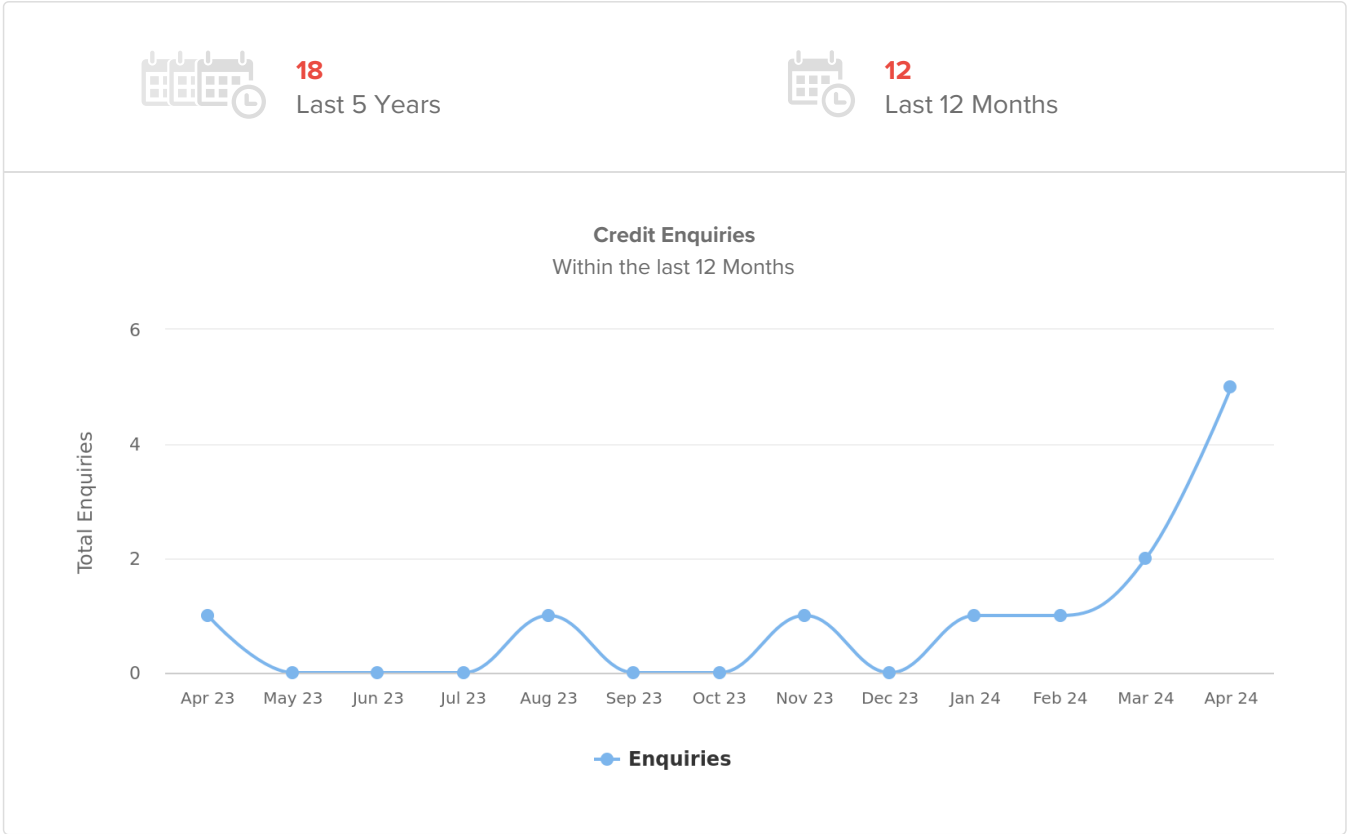 18
Last 5 Years
12
Last 12 Months
Credit Enquiries
Within the last 12 Months
Total Enquiries
6
4
2
0
Apr 23 May 23 Jun 23 Jul 23 Aug 23 Sep 23 Oct 23 Nov 23 Dec 23 Jan 24 Feb 24 Mar 24 Apr 24
Enquiries